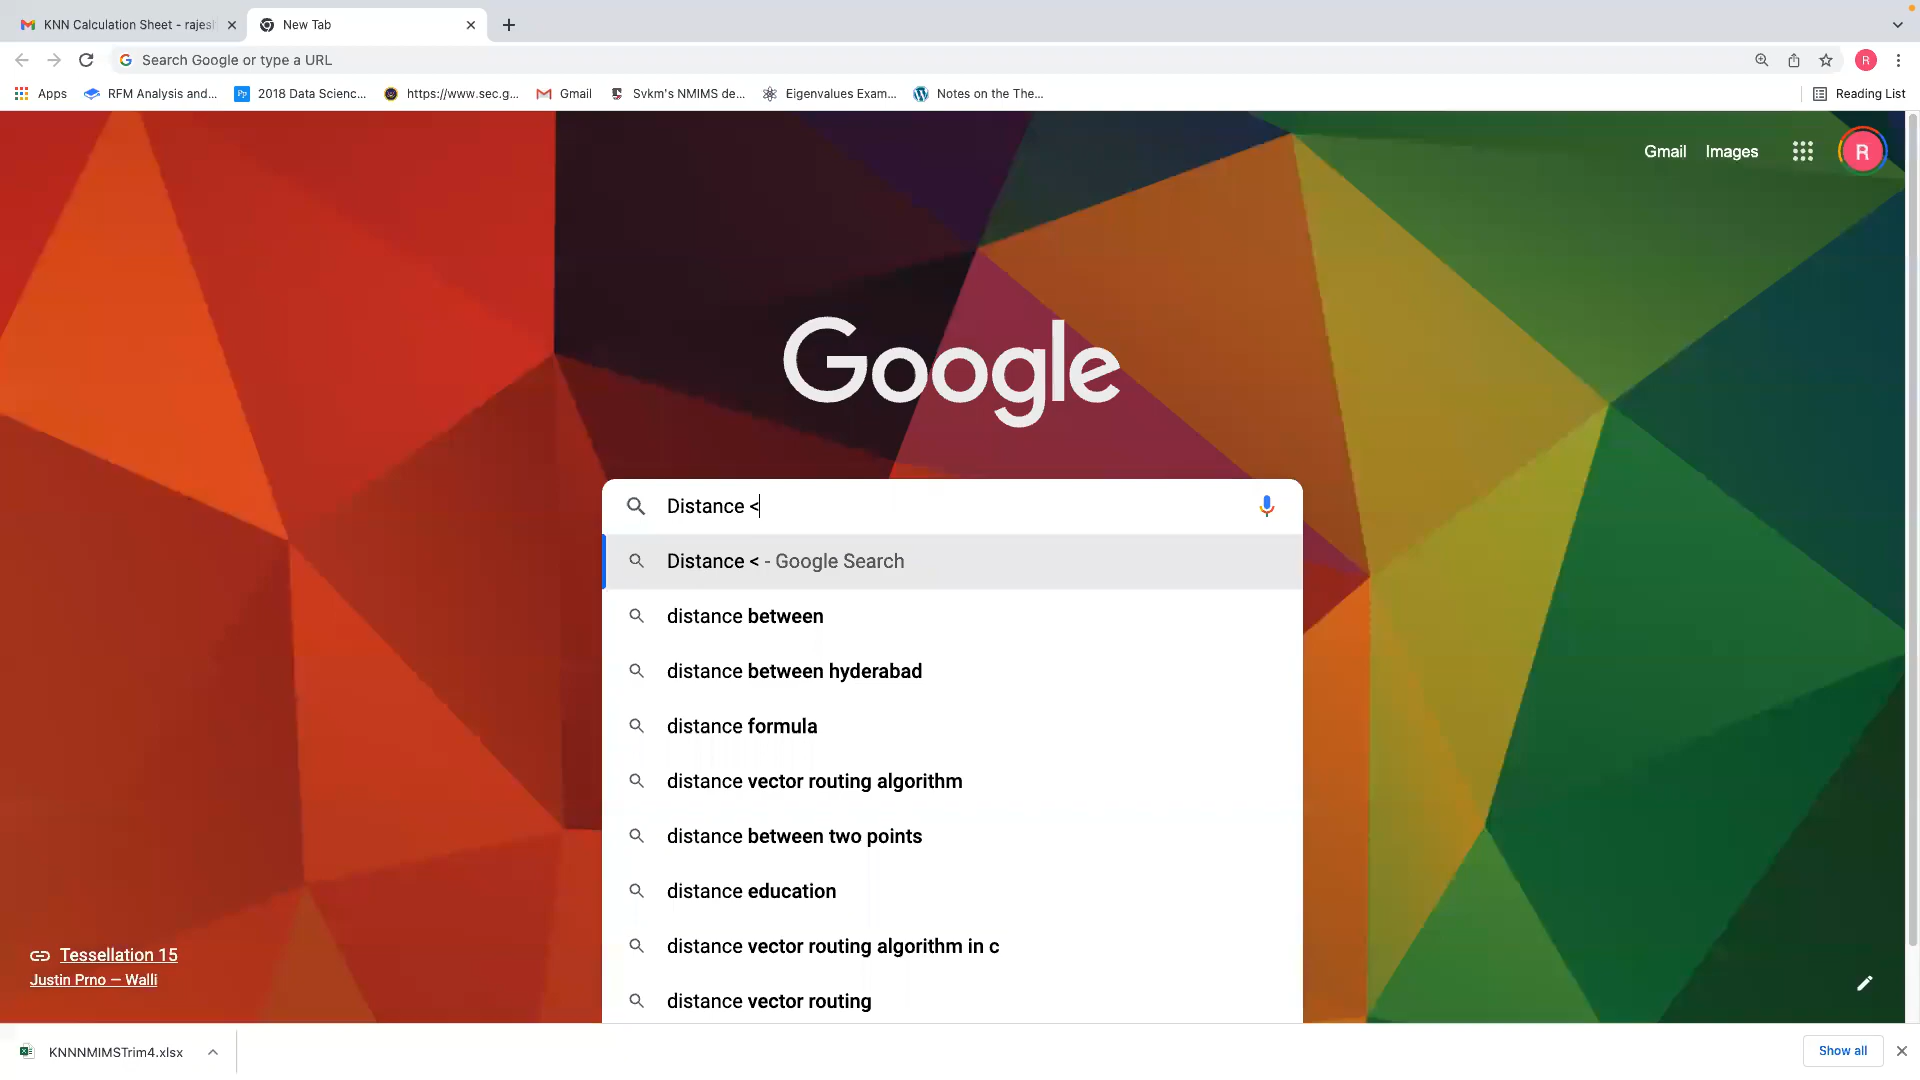 KNN Calculation Sheet - rajes
New Tab
Search Google or type a URL
R
Apps
RFM Analysis and...
2018 Data Scienc...
https://www.sec.g...
Gmail
Svkm's NMIMS de...
Eigenvalues Exam...
Notes on the The...
Reading List
Gmail
Images
R
Google
Distance <
Distance < - Google Search
distance between
distance between hyderabad
distance formula
distance vector routing algorithm
distance between two points
distance education
distance vector routing algorithm in c
distance vector routing
Tessellation 15
Justin Prno — Walli
KNNNMIMSTrim4.xlsx
Show all